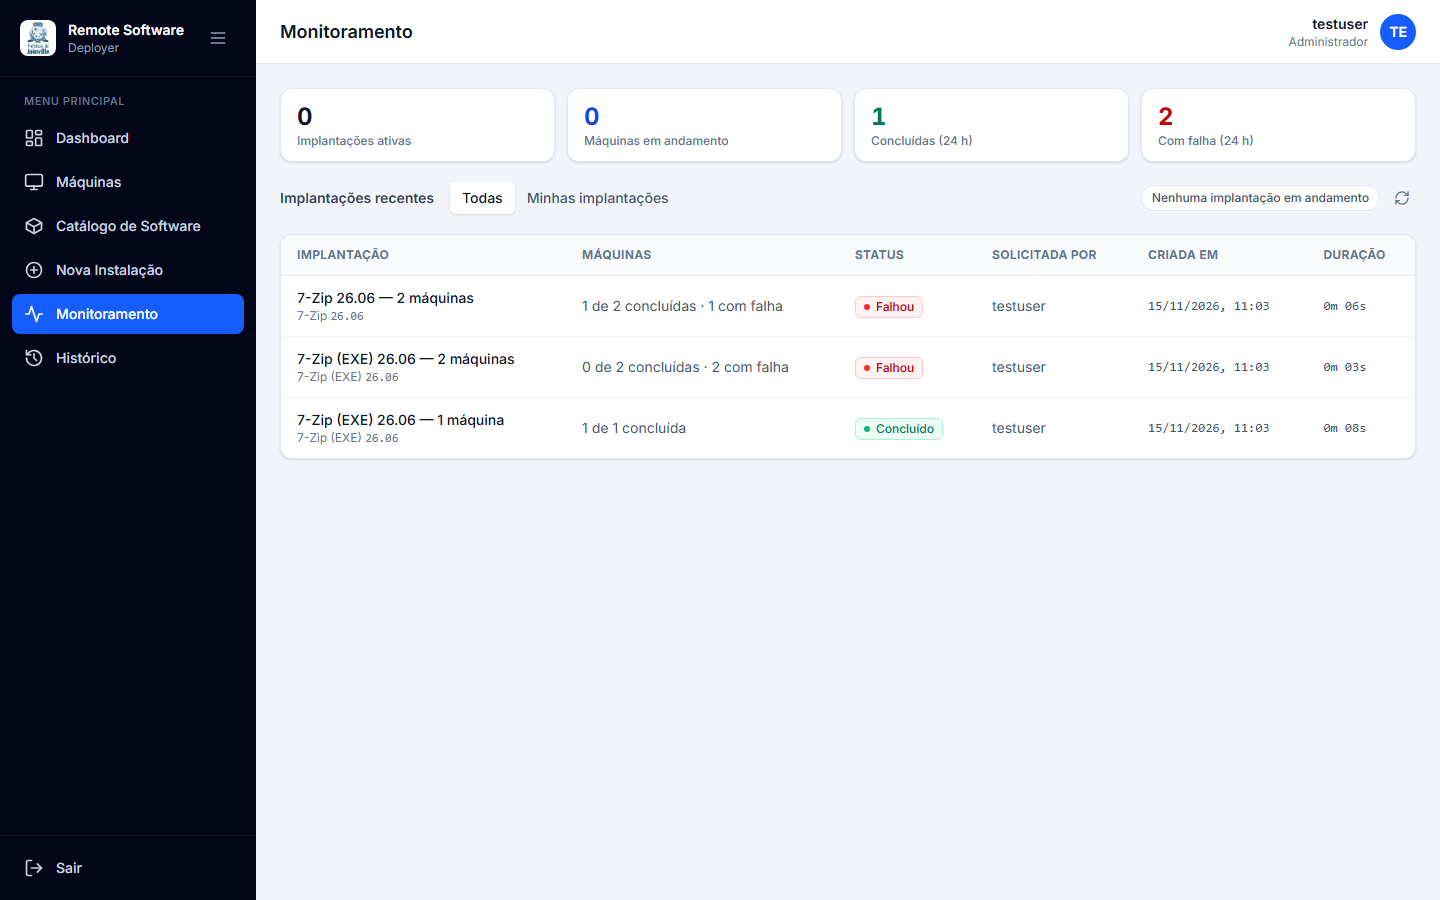 Prefeitura de
Joinville
Remote Software
Deployer
MENU PRINCIPAL
Dashboard
Máquinas
Catálogo de Software
Nova Instalação
Monitoramento
Histórico
Sair
Monitoramento
testuser
Administrador
TE
0
Implantações ativas
0
Máquinas em andamento
1
Concluídas (24 h)
2
Com falha (24 h)
Implantações recentes Todas Minhas implantações Nenhuma implantação em andamento
IMPLANTAÇÃO MÁQUINAS STATUS SOLICITADA POR CRIADA EM DURAÇÃO
7-Zip 26.06 — 2 máquinas
7-Zip 26.06
1 de 2 concluídas · 1 com falha Falhou testuser 15/11/2026, 11:03 0m 06s
7-Zip (EXE) 26.06 — 2 máquinas
7-Zip (EXE) 26.06
0 de 2 concluídas · 2 com falha Falhou testuser 15/11/2026, 11:03 0m 03s
7-Zip (EXE) 26.06 — 1 máquina
7-Zip (EXE) 26.06
1 de 1 concluída Concluído testuser 15/11/2026, 11:03 0m 08s